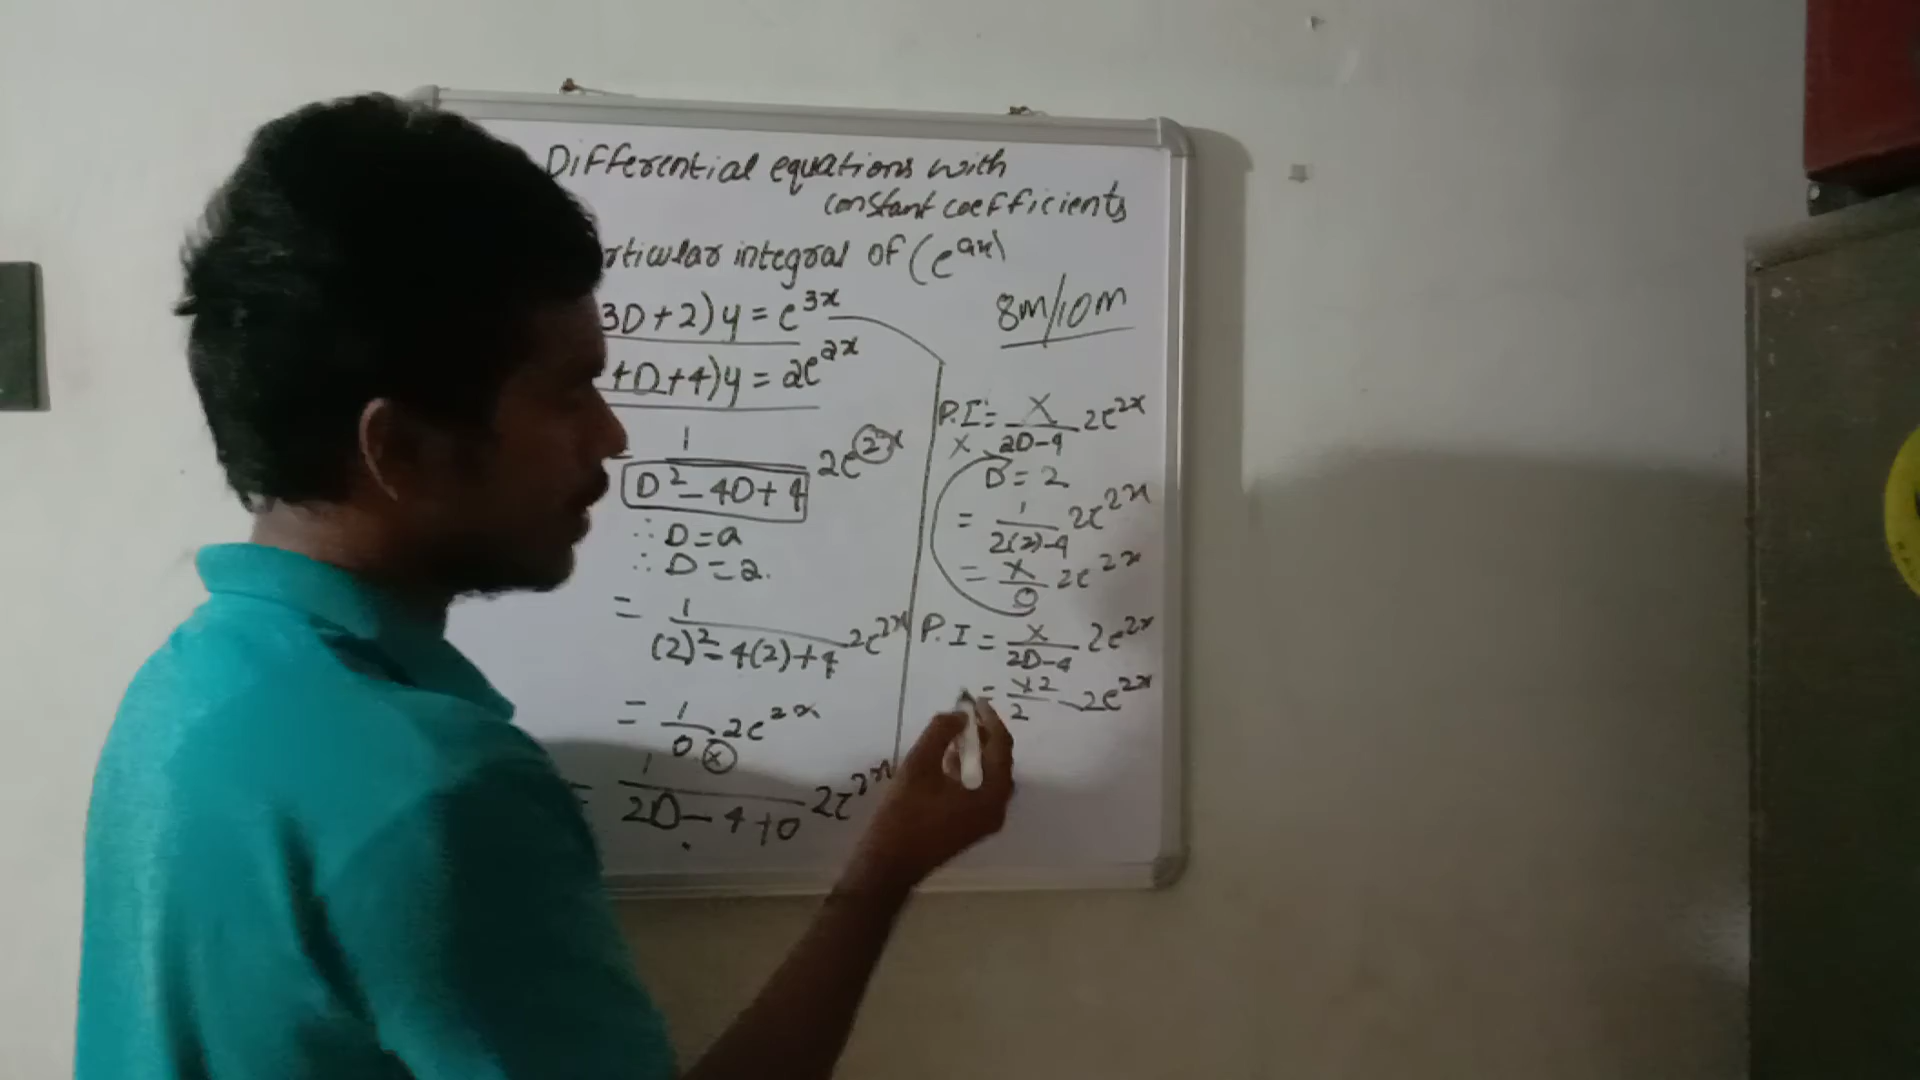 Differential equations with
constant coefficients
rticular integral of (e^ax)
8m/10m
3D+2)y = e^3x
+D+4)y = 2e^2x
1
D² - 4D + 4 2e^2x
∴ D = a
∴ D = 2.
= 1
(2)² - 4(2) + 4 2e^2x
= 1/0 2e^2x
x
= 1
2D - 4 + 0 2e^2x
P.I = x/2D-4 2e^2x
x
D = 2
= 1/2(2)-4 2e^2x
= x/0 2e^2x
P.I = x/2D-4 2e^2x
= x²/2 2e^2x